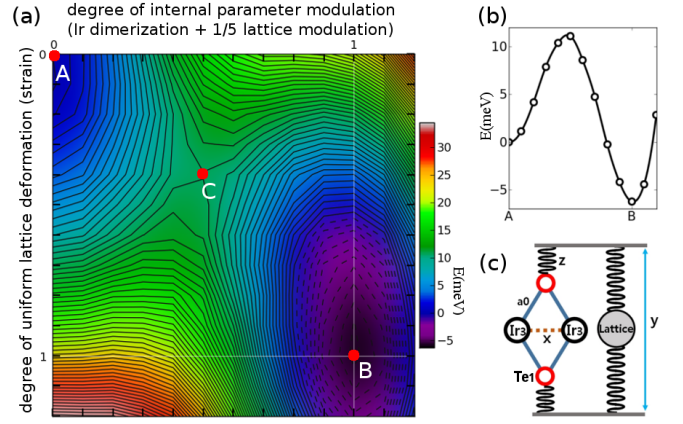 (a)
degree of internal parameter modulation
(Ir dimerization + 1/5 lattice modulation)
degree of uniform lattice deformation (strain)
0
1
0
1
A
C
B
30
25
20
15
10
5
0
−5
E(meV)
(b)
E(meV)
10
5
0
−5
A
B
(c)
z
a0
Ir3
x
Ir3
Lattice
y
Te1